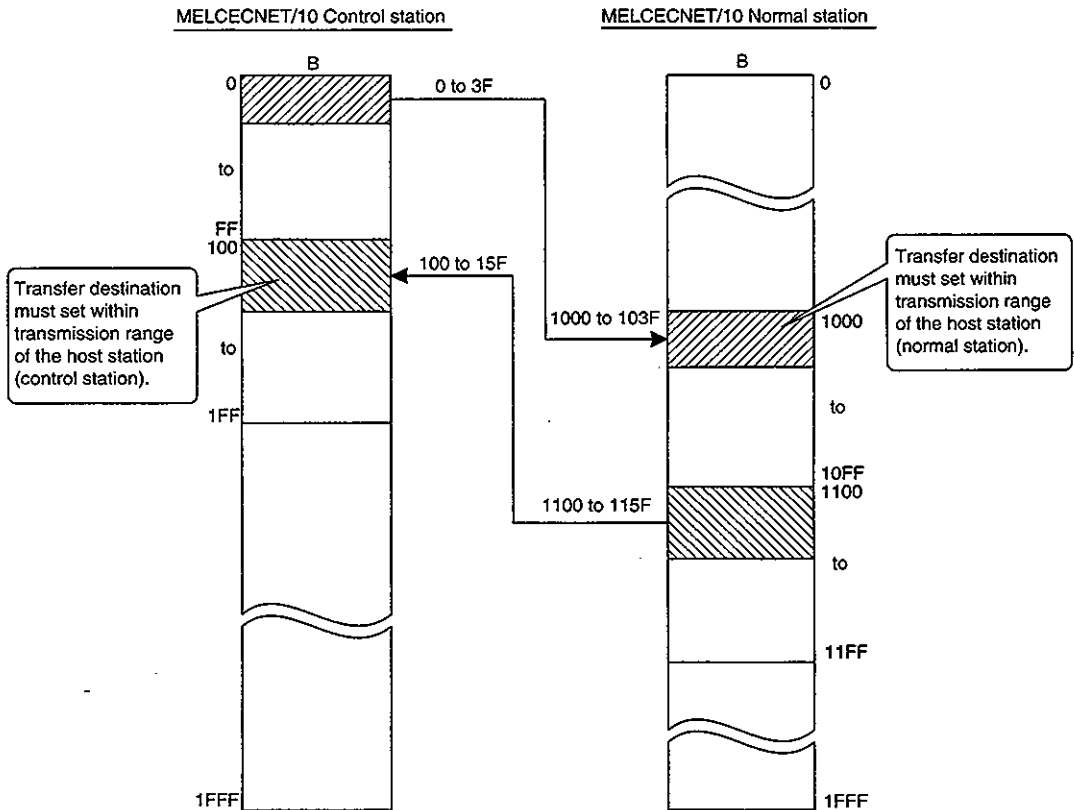 MELCECNET/10 Control station
MELCECNET/10 Normal station
B
0
to
FF
100
to
1FF
1FFF
0 to 3F
100 to 15F
1000 to 103F
1100 to 115F
Transfer destination
must set within
transmission range
of the host station
(control station).
B
0
1000
to
10FF
1100
to
11FF
1FFF
Transfer destination
must set within
transmission range
of the host station
(normal station).